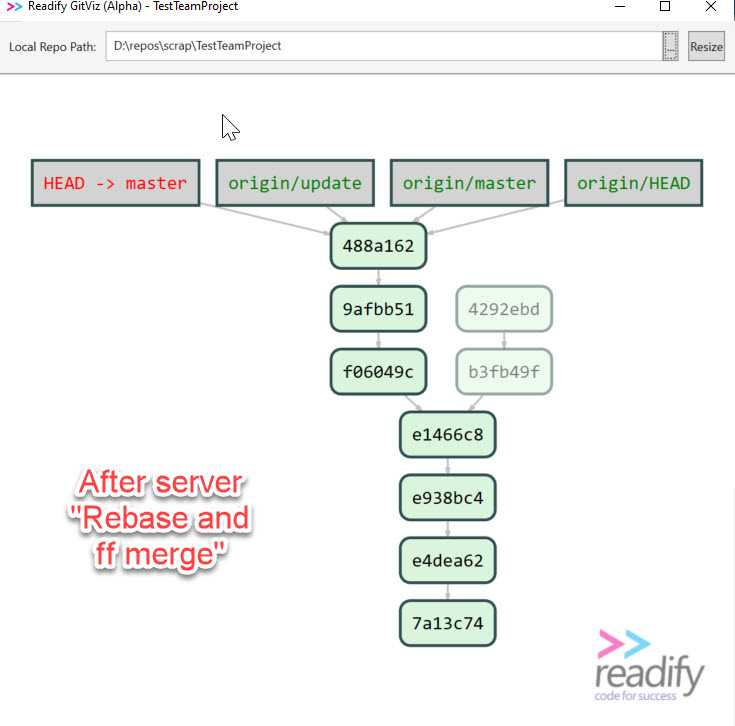 Readify GitViz (Alpha) - TestTeamProject
Local Repo Path: D:\repos\scrap\TestTeamProject ... Resize
HEAD -> master origin/update origin/master origin/HEAD
488a162
9afbb51 4292ebd
f06049c b3fb49f
e1466c8
After server
e938bc4
"Rebase and
ff merge"
e4dea62
7a13c74
readify
code for success